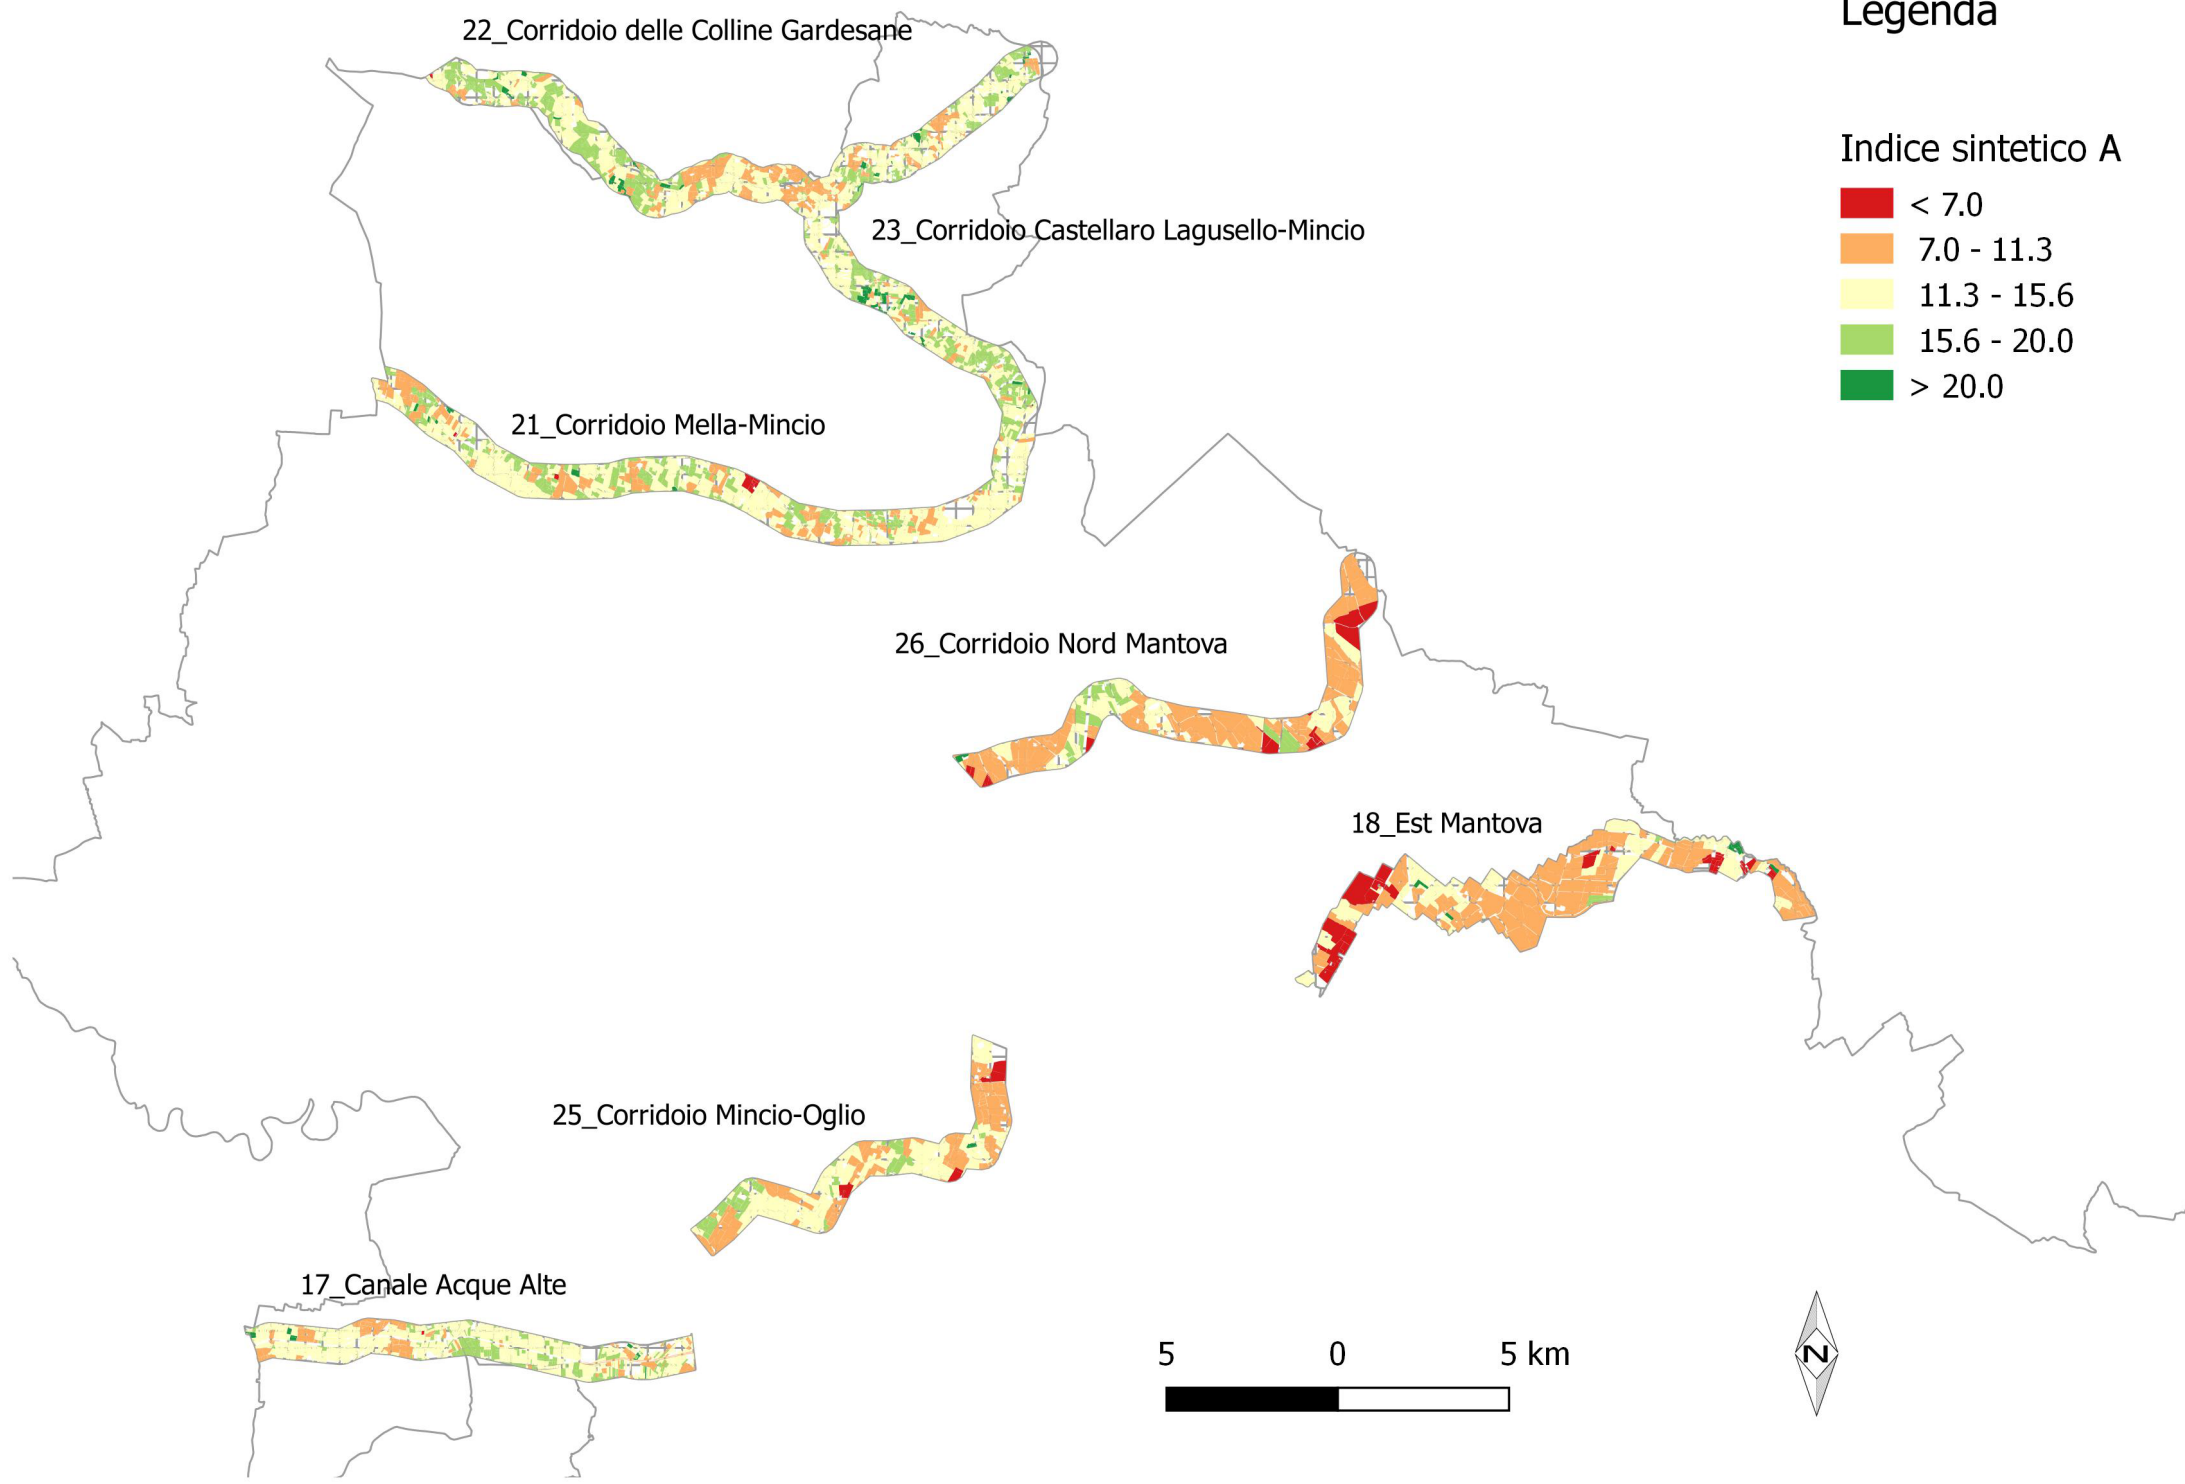 Legenda
22_Corridoio delle Colline Gardesane
Indice sintetico A
< 7.0
7.0 - 11.3
11.3 - 15.6
15.6 - 20.0
> 20.0
23_Corridoio Castellaro Lagusello-Mincio
21_Corridoio Mella-Mincio
26_Corridoio Nord Mantova
18_Est Mantova
25_Corridoio Mincio-Oglio
17_Canale Acque Alte
5 0 5 km
N